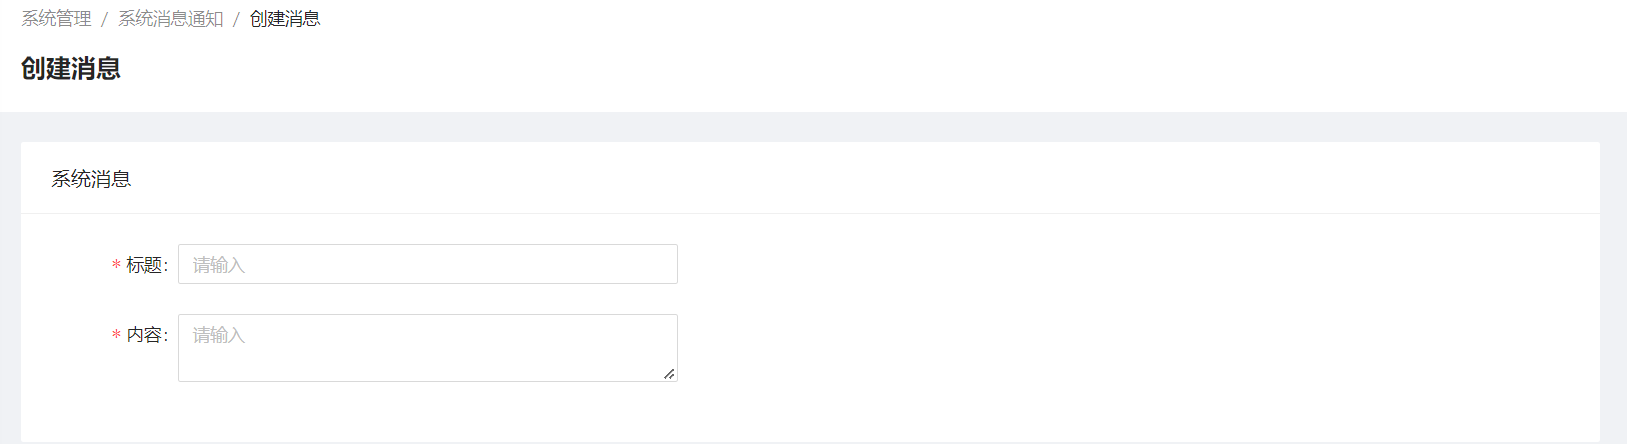 系统管理 / 系统消息通知 / 创建消息
创建消息
系统消息
* 标题: 请输入
* 内容: 请输入